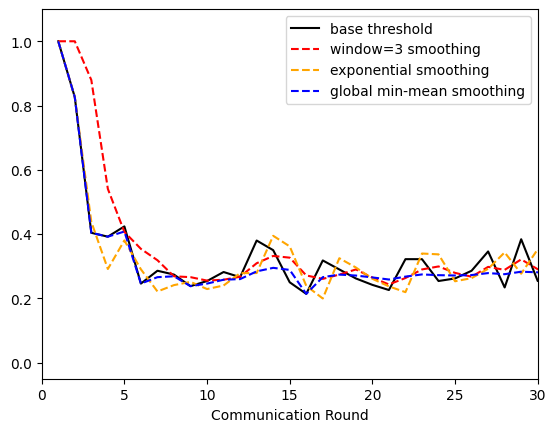 base threshold
window=3 smoothing
exponential smoothing
global min-mean smoothing
1.0
0.8
0.6
0.4
0.2
0.0
0 5 10 15 20 25 30
Communication Round